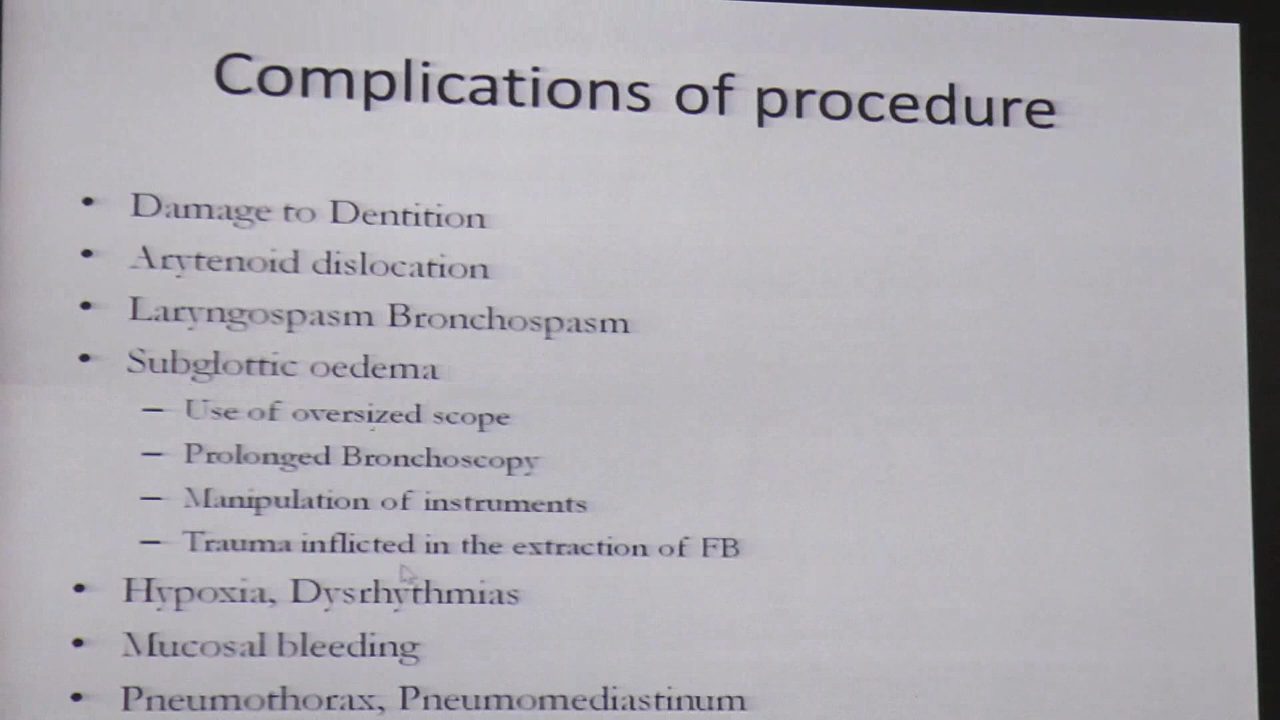 Complications of procedure
• Damage to Dentition
• Arytenoid dislocation
• Laryngospasm Bronchospasm
• Subglottic oedema
– Use of oversized scope
– Prolonged Bronchoscopy
– Manipulation of instruments
– Trauma inflicted in the extraction of FB
• Hypoxia, Dysrhythmias
• Mucosal bleeding
• Pneumothorax, Pneumomediastinum